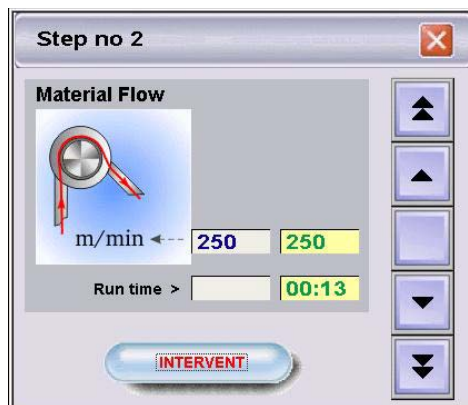 Step no 2
Material Flow
m/min 250 250
Run time > 00:13
INTERVENT